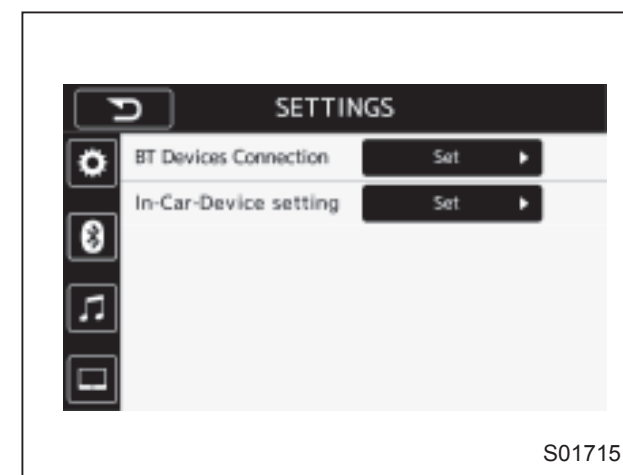 SETTINGS
BT Devices Connection Set
In-Car-Device setting Set
S01715